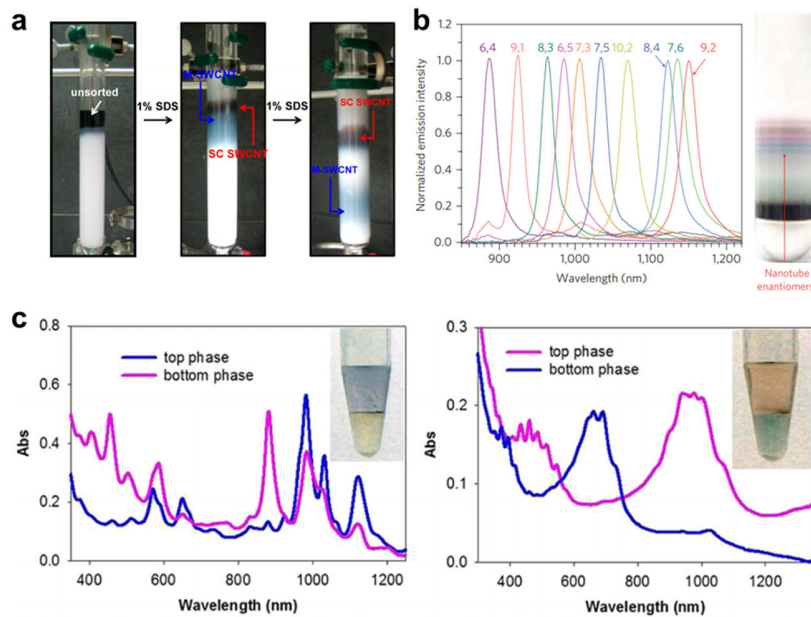 a
unsorted
1% SDS
M-SWCNT
SC SWCNT
1% SDS
SC SWCNT
M-SWCNT
b
6,4 9,1 8,3 6,5 7,3 7,5 10,2 8,4 7,6 9,2
Normalized emission intensity
1.2
1.0
0.8
0.6
0.4
0.2
0.0
900 1,000 1,100 1,200
Wavelength (nm)
Nanotube
enantiomers
c
0.8
0.6
0.4
0.2
0.0
Abs
top phase
bottom phase
400 600 800 1000 1200
Wavelength (nm)
0.3
0.2
0.1
0.0
Abs
top phase
bottom phase
400 600 800 1000 1200
Wavelength (nm)